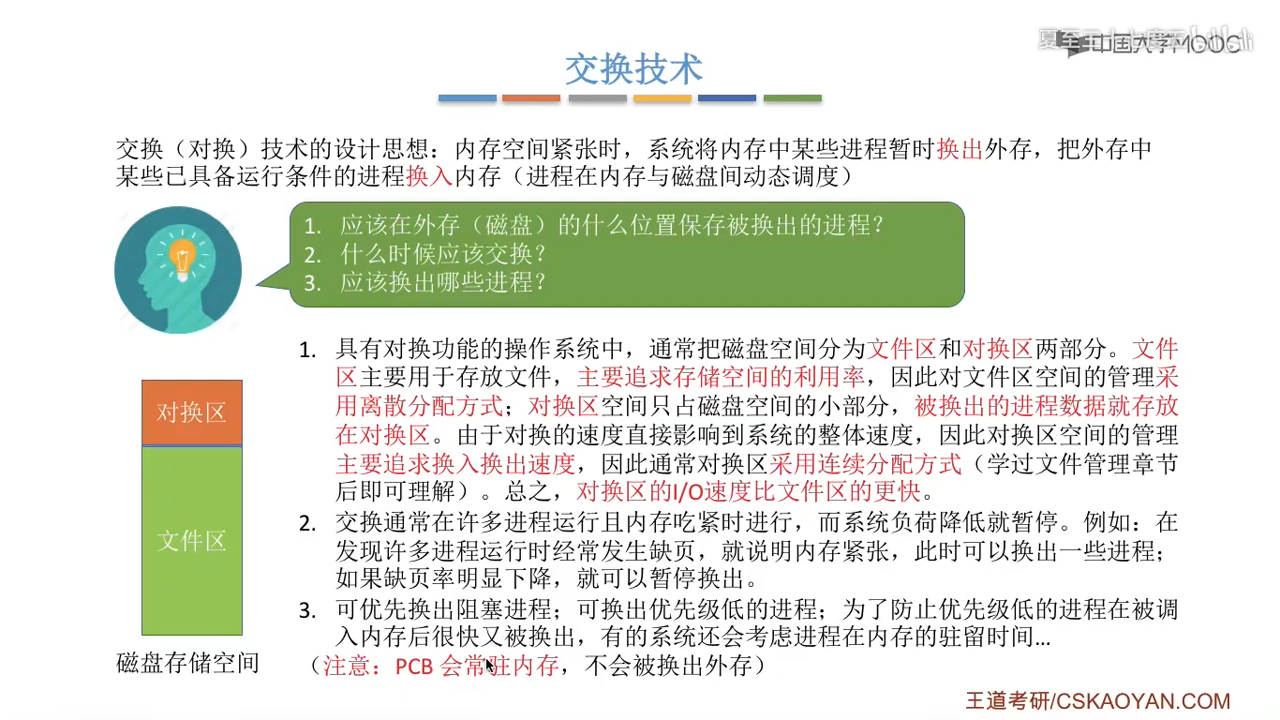 中国大学MOOC
交换技术
交换（对换）技术的设计思想：内存空间紧张时，系统将内存中某些进程暂时换出外存，把外存中
某些已具备运行条件的进程换入内存（进程在内存与磁盘间动态调度）
1. 应该在外存（磁盘）的什么位置保存被换出的进程？
2. 什么时候应该交换？
3. 应该换出哪些进程？
1. 具有对换功能的操作系统中，通常把磁盘空间分为文件区和对换区两部分。文件
区主要用于存放文件，主要追求存储空间的利用率，因此对文件区空间的管理采
用离散分配方式；对换区空间只占磁盘空间的小部分，被换出的进程数据就存放
在对换区。由于对换的速度直接影响到系统的整体速度，因此对换区空间的管理
主要追求换入换出速度，因此通常对换区采用连续分配方式（学过文件管理章节
后即可理解）。总之，对换区的I/O速度比文件区的更快。
2. 交换通常在许多进程运行且内存吃紧时进行，而系统负荷降低就暂停。例如：在
发现许多进程运行时经常发生缺页，就说明内存紧张，此时可以换出一些进程；
如果缺页率明显下降，就可以暂停换出。
3. 可优先换出阻塞进程；可换出优先级低的进程；为了防止优先级低的进程在被调
入内存后很快又被换出，有的系统还会考虑进程在内存的驻留时间…
（注意：PCB 会常驻内存，不会被换出外存）
对换区
文件区
磁盘存储空间
王道考研/CSKAOYAN.COM